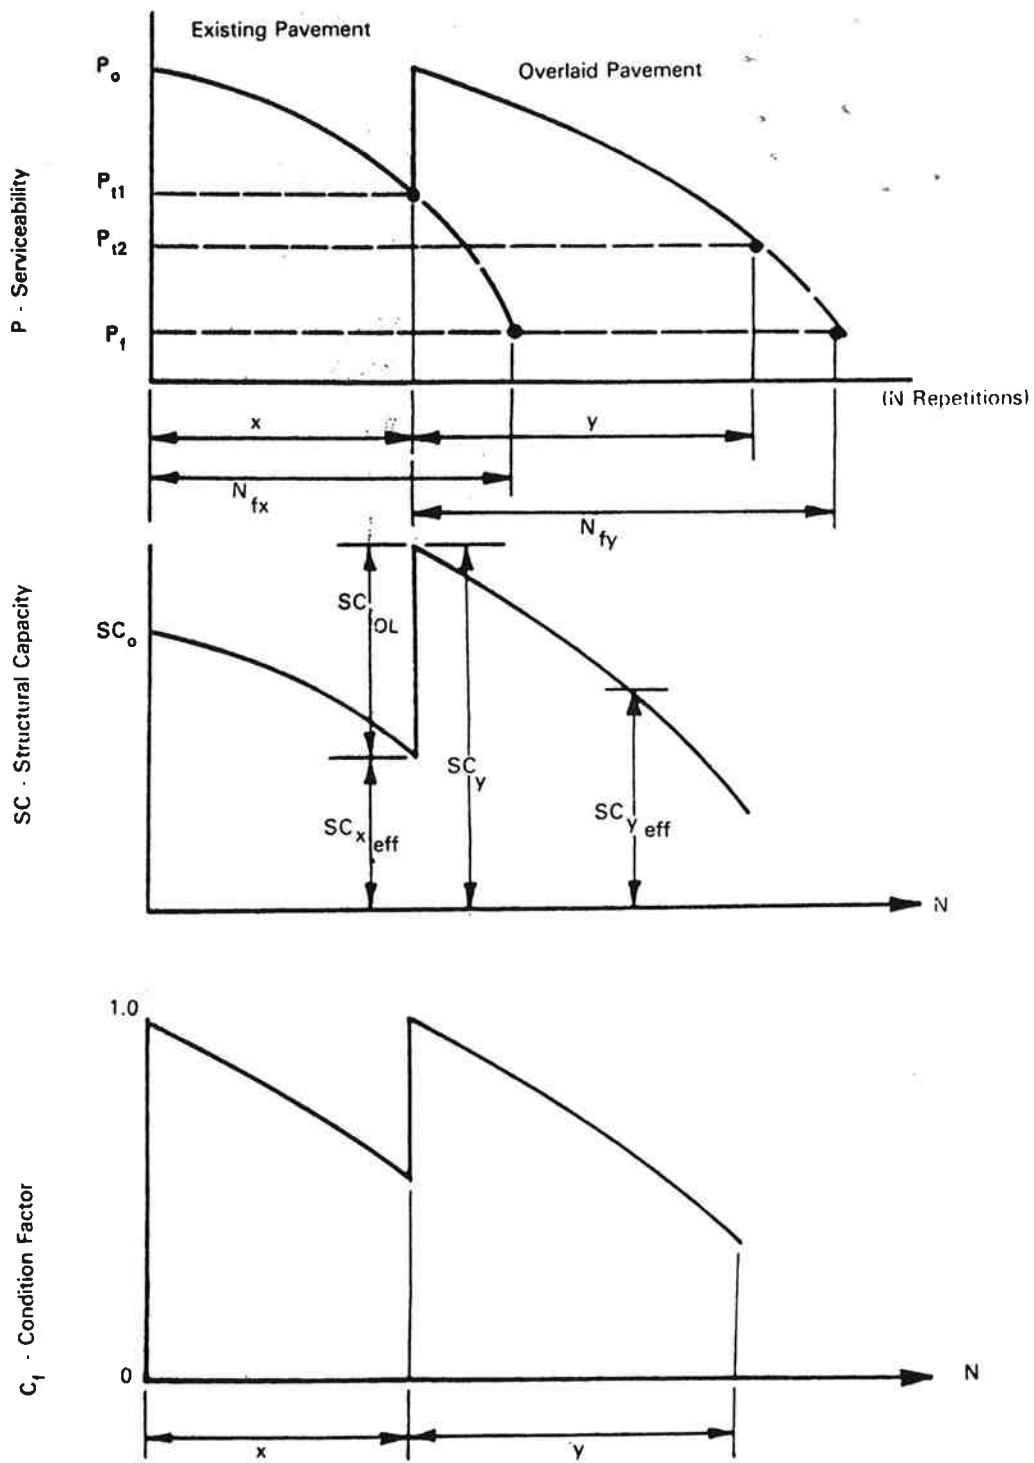 Existing Pavement
Overlaid Pavement
P - Serviceability
Po
Pt1
Pt2
Pf
(N Repetitions)
x
y
Nfx
Nfy
SC - Structural Capacity
SCo
SCOL
SCxeff
SCy
SCyeff
N
Cf - Condition Factor
1.0
0
N
x
y